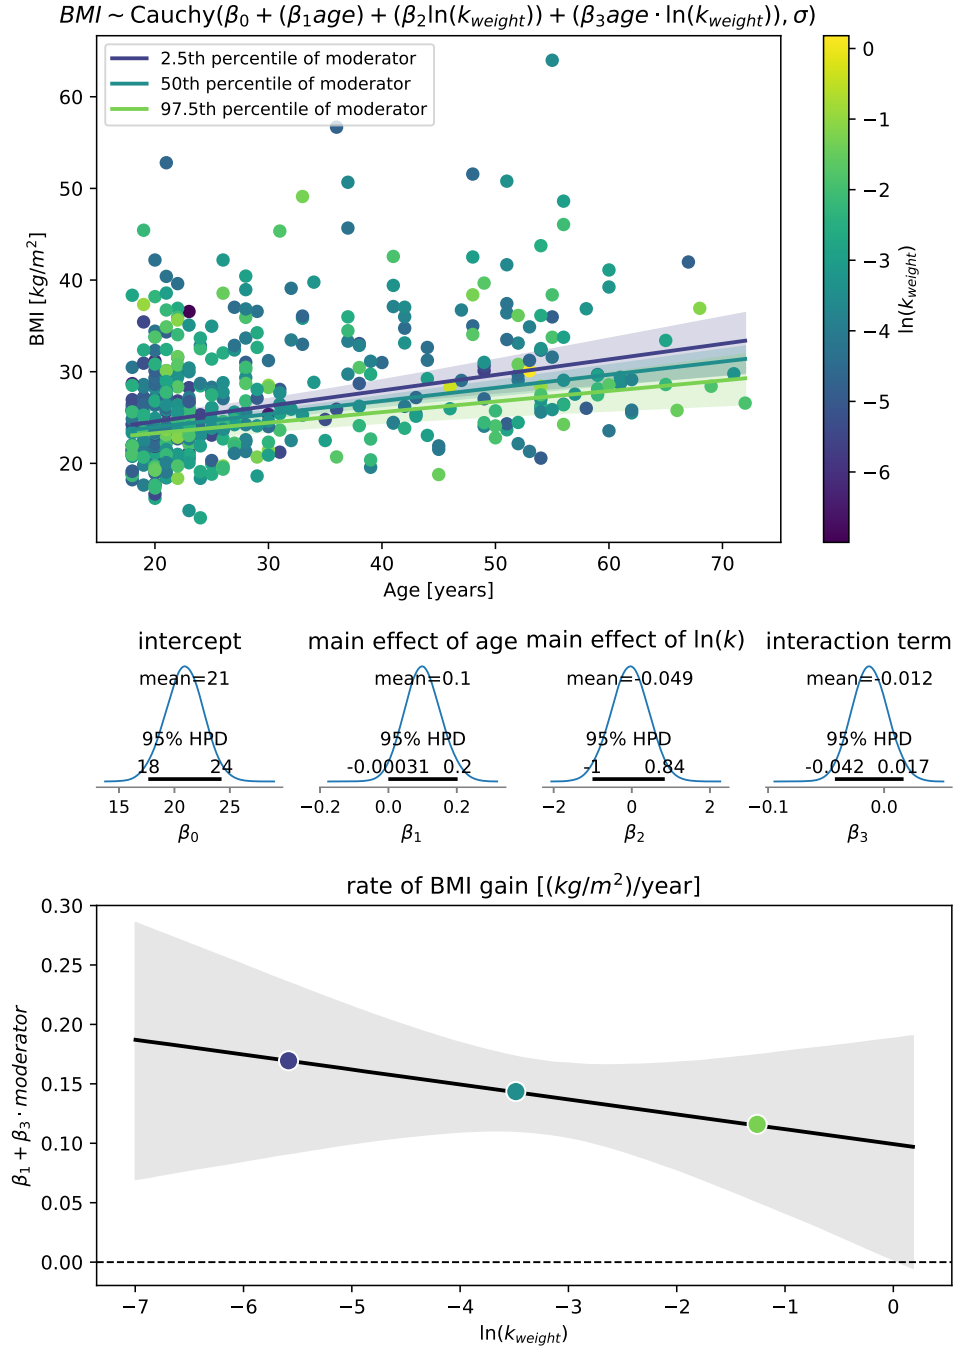 BMI ~ Cauchy(β0 + (β1age) + (β2ln(kweight)) + (β3age · ln(kweight)), σ)
2.5th percentile of moderator
50th percentile of moderator
97.5th percentile of moderator
BMI [kg/m²]
60
50
40
30
20
20 30 40 50 60 70
Age [years]
0
−1
−2
−3
−4
−5
−6
ln(kweight)
intercept
mean=21
95% HPD
18 24
15 20 25
β0
main effect of age
mean=0.1
95% HPD
-0.00031 0.2
−0.2 0.0 0.2
β1
main effect of ln(k)
mean=-0.049
95% HPD
-1 0.84
−2 0 2
β2
interaction term
mean=-0.012
95% HPD
-0.042 0.017
−0.1 0.0
β3
rate of BMI gain [(kg/m²)/year]
β1 + β3 · moderator
0.30
0.25
0.20
0.15
0.10
0.05
0.00
−7 −6 −5 −4 −3 −2 −1 0
ln(kweight)